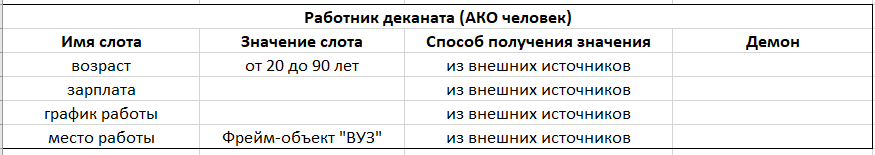 Работник деканата (АКО человек)
Имя слота Значение слота Способ получения значения Демон
возраст от 20 до 90 лет из внешних источников
зарплата из внешних источников
график работы из внешних источников
место работы Фрейм-объект "ВУЗ" из внешних источников